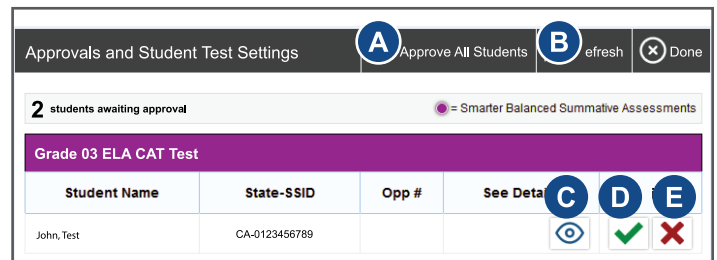 Approvals and Student Test Settings A Approve All Students B efresh Done
2 students awaiting approval = Smarter Balanced Summative Assessments
Grade 03 ELA CAT Test
Student Name State-SSID Opp # See Detai C D E
John, Test CA-0123456789